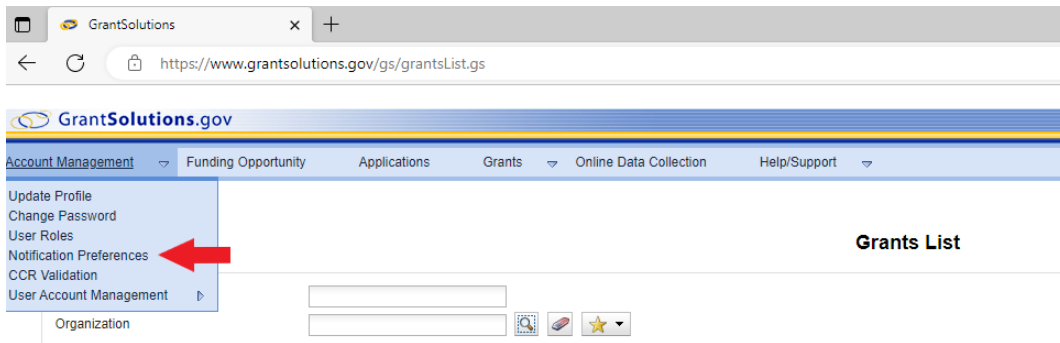 GrantSolutions
https://www.grantsolutions.gov/gs/grantsList.gs
GrantSolutions.gov
Account Management Funding Opportunity Applications Grants Online Data Collection Help/Support
Update Profile
Change Password
User Roles
Notification Preferences
Grants List
CCR Validation
User Account Management
Organization